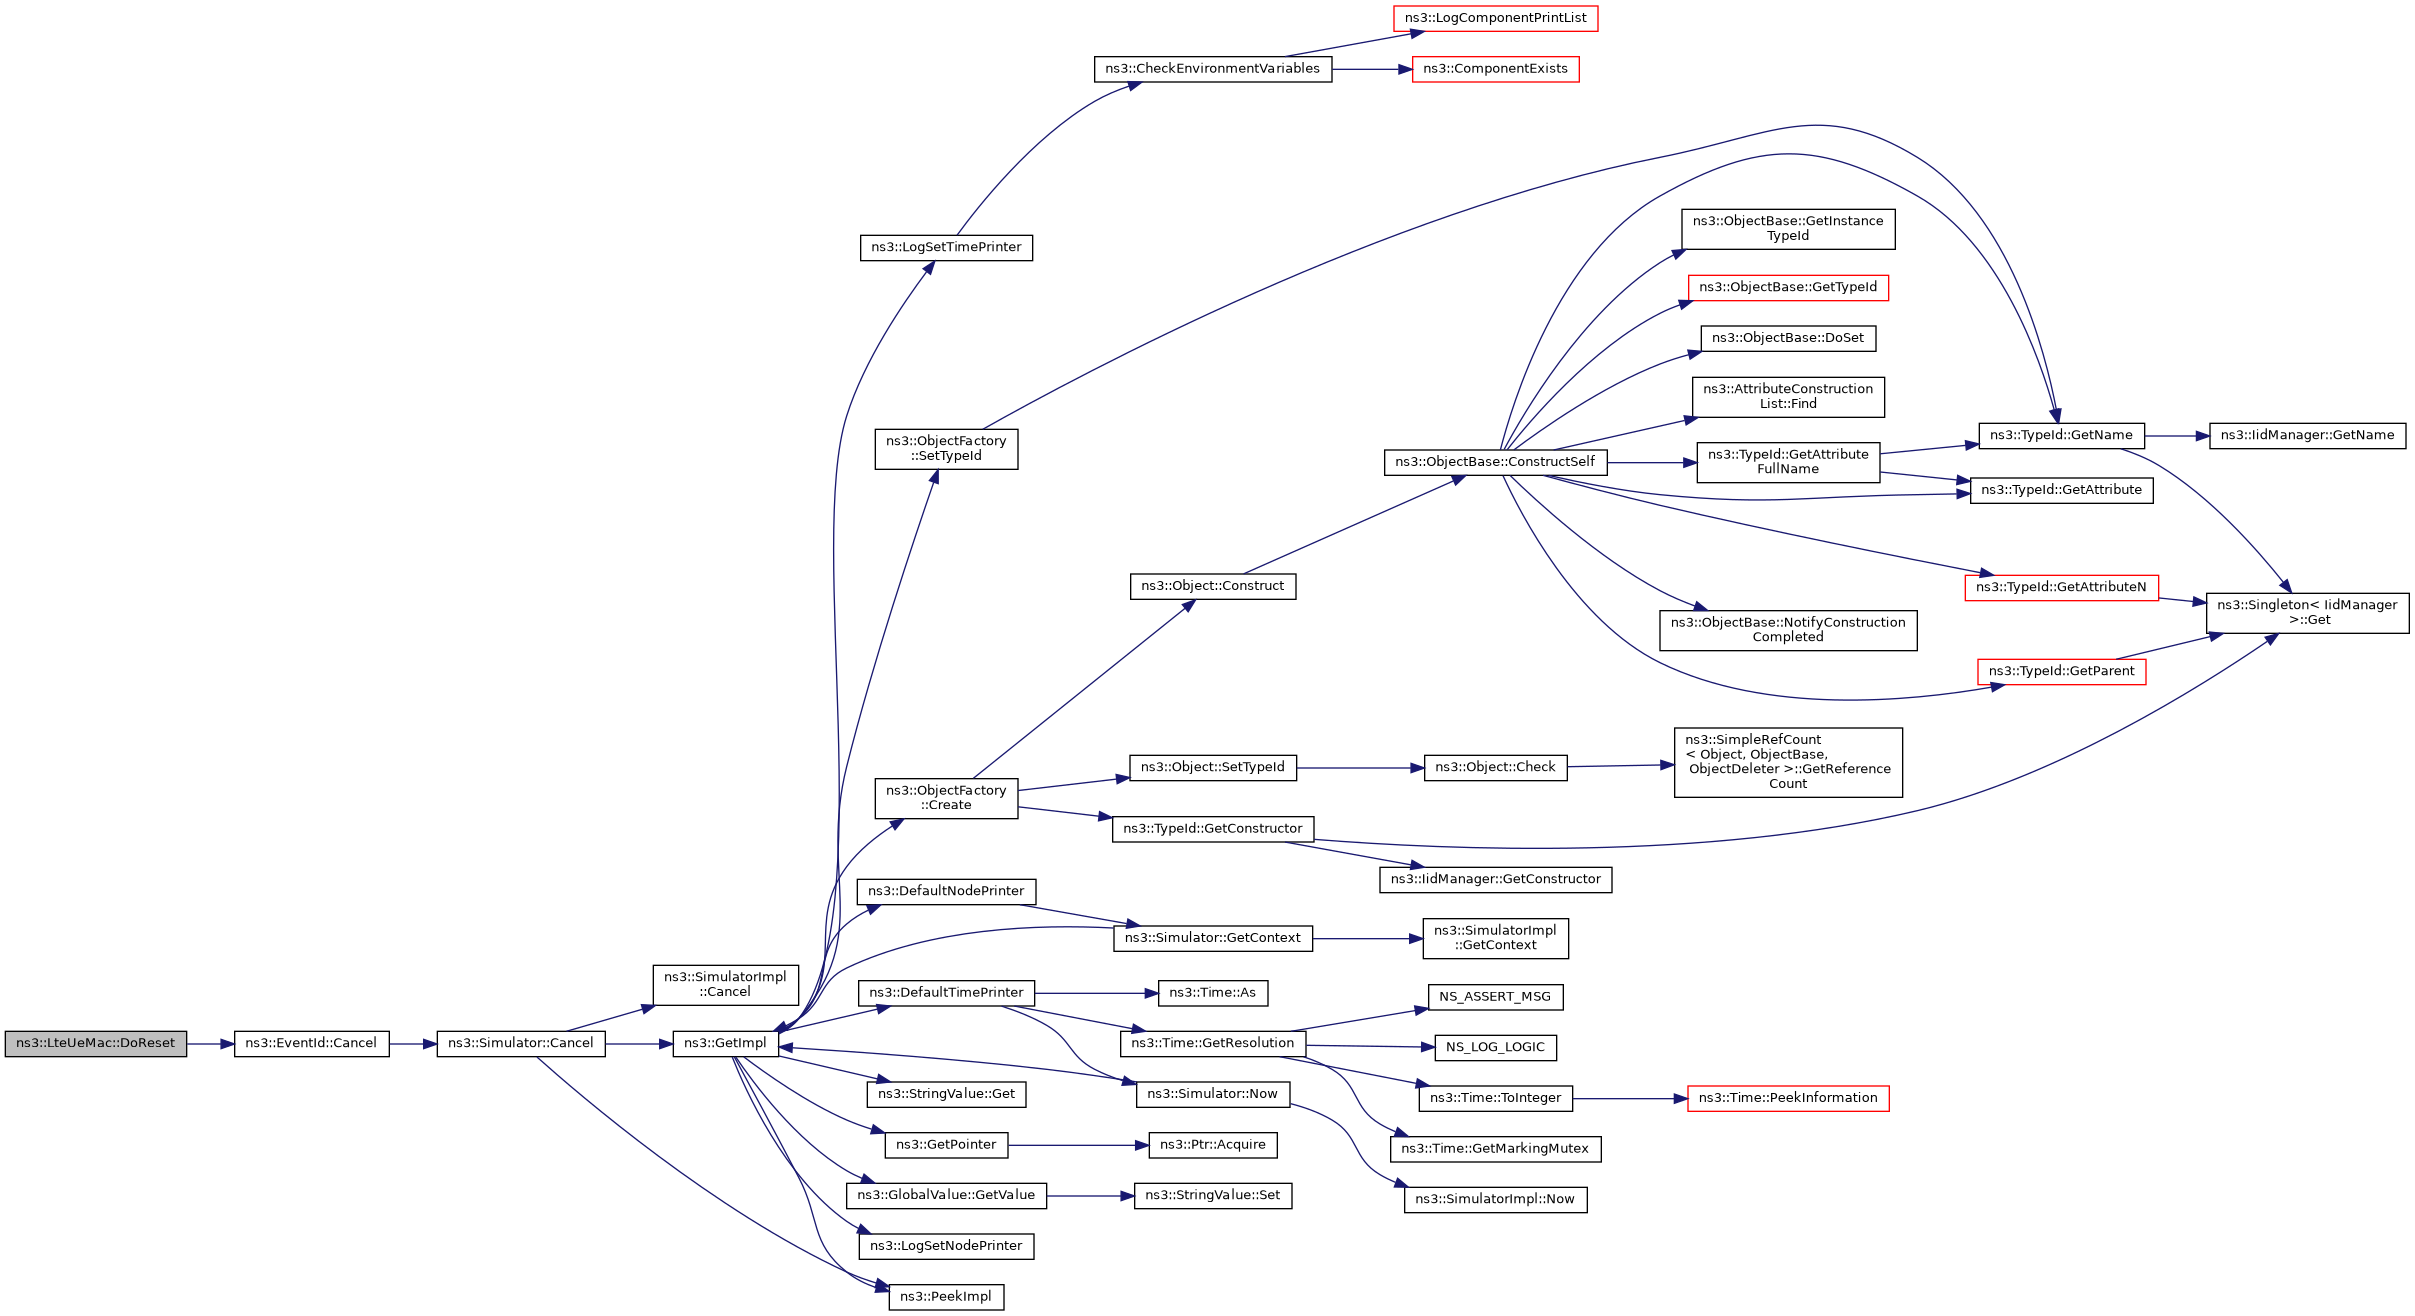 ns3::LteUeMac::DoReset
ns3::EventId::Cancel
ns3::Simulator::Cancel
ns3::SimulatorImpl
::Cancel
ns3::GetImpl
ns3::LogSetTimePrinter
ns3::CheckEnvironmentVariables
ns3::LogComponentPrintList
ns3::ComponentExists
ns3::ObjectFactory
::SetTypeId
ns3::ObjectFactory
::Create
ns3::Object::Construct
ns3::ObjectBase::ConstructSelf
ns3::ObjectBase::GetInstance
TypeId
ns3::ObjectBase::GetTypeId
ns3::ObjectBase::DoSet
ns3::AttributeConstruction
List::Find
ns3::TypeId::GetAttribute
FullName
ns3::TypeId::GetName
ns3::IidManager::GetName
ns3::TypeId::GetAttribute
ns3::TypeId::GetAttributeN
ns3::Singleton< IidManager
>::Get
ns3::ObjectBase::NotifyConstruction
Completed
ns3::TypeId::GetParent
ns3::Object::SetTypeId
ns3::Object::Check
ns3::SimpleRefCount
< Object, ObjectBase,
ObjectDeleter >::GetReference
Count
ns3::TypeId::GetConstructor
ns3::IidManager::GetConstructor
ns3::DefaultNodePrinter
ns3::Simulator::GetContext
ns3::SimulatorImpl
::GetContext
ns3::DefaultTimePrinter
ns3::Time::As
ns3::Time::GetResolution
NS_ASSERT_MSG
NS_LOG_LOGIC
ns3::Time::ToInteger
ns3::Time::PeekInformation
ns3::Time::GetMarkingMutex
ns3::Simulator::Now
ns3::SimulatorImpl::Now
ns3::StringValue::Get
ns3::GetPointer
ns3::Ptr::Acquire
ns3::GlobalValue::GetValue
ns3::StringValue::Set
ns3::LogSetNodePrinter
ns3::PeekImpl